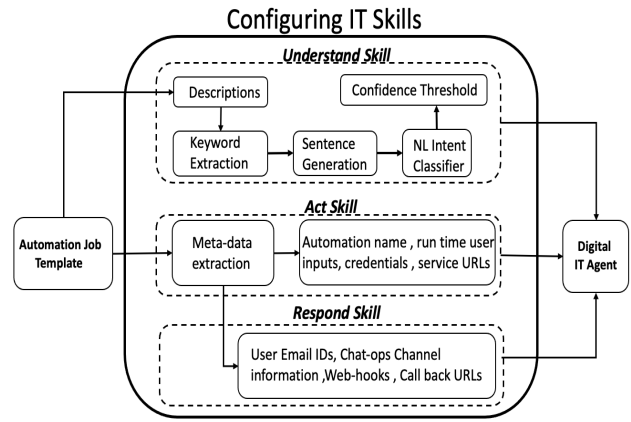 Configuring IT Skills
Understand Skill
Descriptions
Confidence Threshold
Keyword
Extraction
Sentence
Generation
NL Intent
Classifier
Act Skill
Automation Job
Template
Meta-data
extraction
Automation name , run time user
inputs, credentials , service URLs
Digital
IT Agent
Respond Skill
User Email IDs, Chat-ops Channel
information ,Web-hooks , Call back URLs